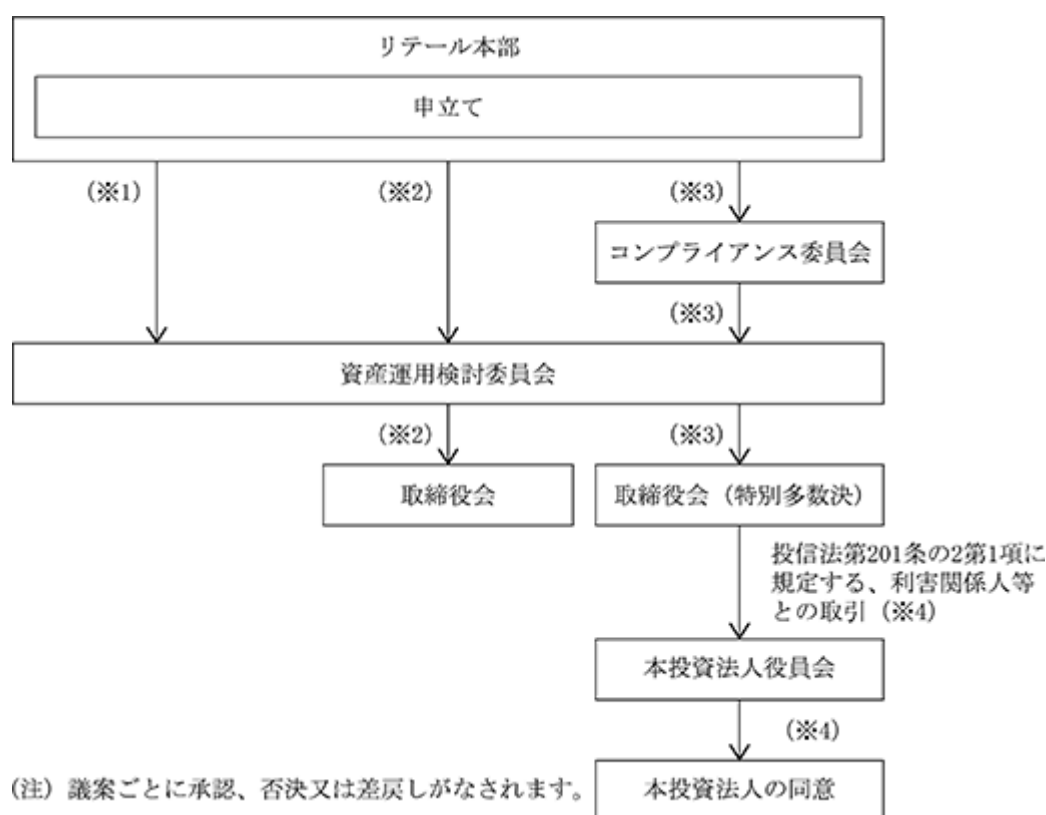 リテール本部
申立て
(※1)
(※2)
(※3)
コンプライアンス委員会
(※3)
資産運用検討委員会
(※2)
(※3)
取締役会
取締役会（特別多数決）
投信法第201条の2第1項に
規定する、利害関係人等
との取引（※4）
本投資法人役員会
(※4)
(注) 議案ごとに承認、否決又は差戻しがなされます。
本投資法人の同意